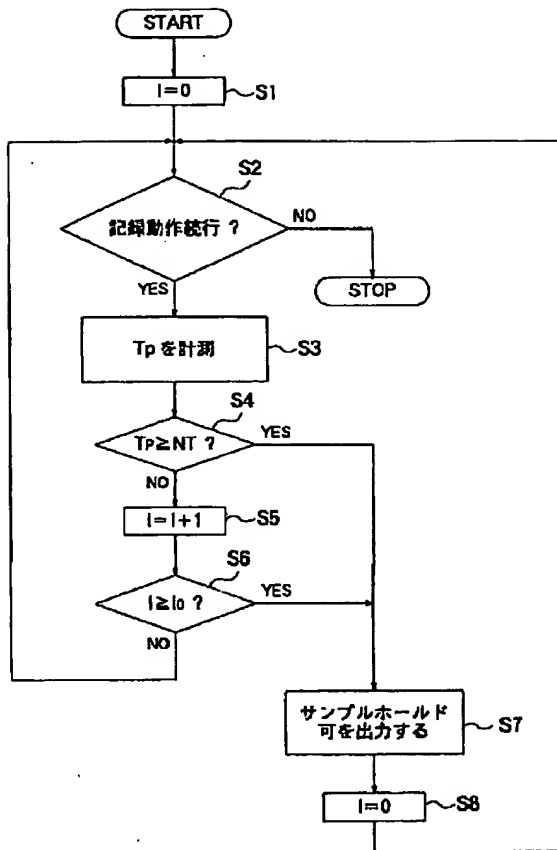 START
I=0
S1
S2
記録動作続行 ?
NO
YES
STOP
Tpを計測
S3
S4
Tp≧NT ?
YES
NO
I=I+1
S5
S6
I≧I0 ?
YES
NO
サンプルホールド
可を出力する
S7
I=0
S8